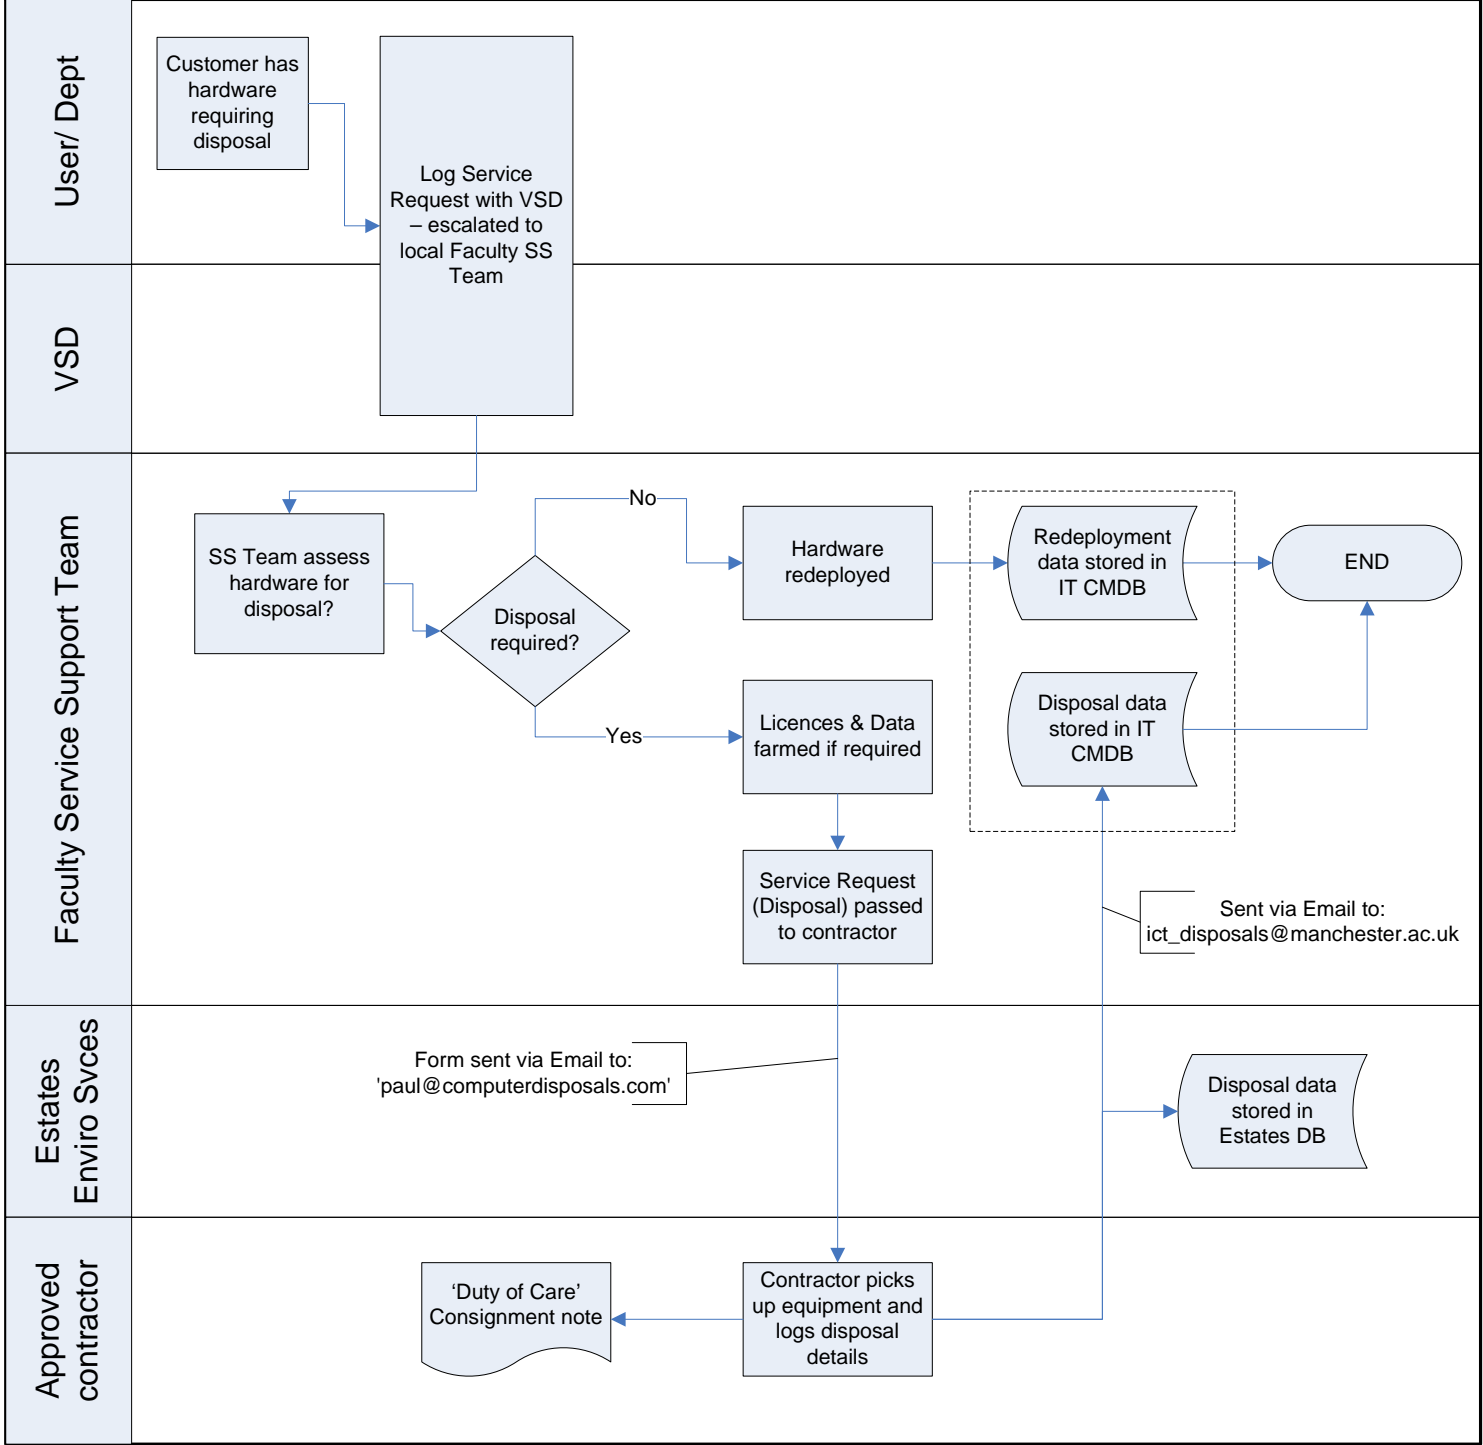 User/ Dept
Customer has
hardware
requiring
disposal
Log Service
Request with VSD
– escalated to
local Faculty SS
Team
VSD
Faculty Service Support Team
SS Team assess
hardware for
disposal?
Disposal
required?
No
Yes
Hardware
redeployed
Redeployment
data stored in
IT CMDB
END
Licences & Data
farmed if required
Disposal data
stored in IT
CMDB
Service Request
(Disposal) passed
to contractor
Sent via Email to:
ict_disposals@manchester.ac.uk
Estates
Enviro Svces
Form sent via Email to:
'paul@computerdisposals.com'
Disposal data
stored in
Estates DB
Approved
contractor
‘Duty of Care’
Consignment note
Contractor picks
up equipment and
logs disposal
details